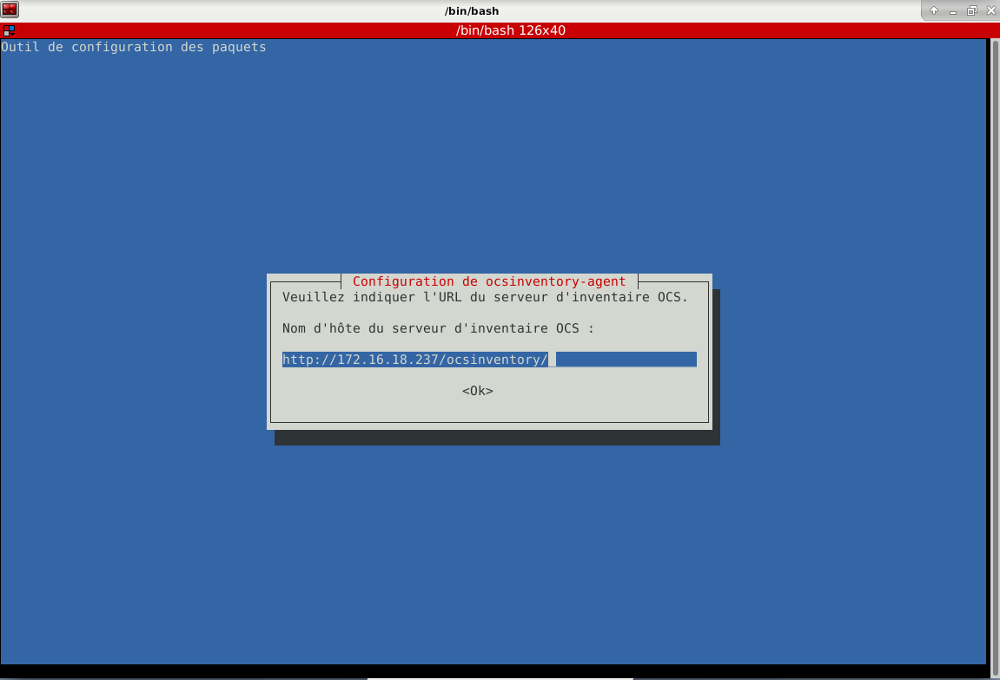 /bin/bash
/bin/bash 126x40
Outil de configuration des paquets
Configuration de ocsinventory-agent
Veuillez indiquer l'URL du serveur d'inventaire OCS.
Nom d'hôte du serveur d'inventaire OCS :
http://172.16.18.237/ocsinventory/
<Ok>